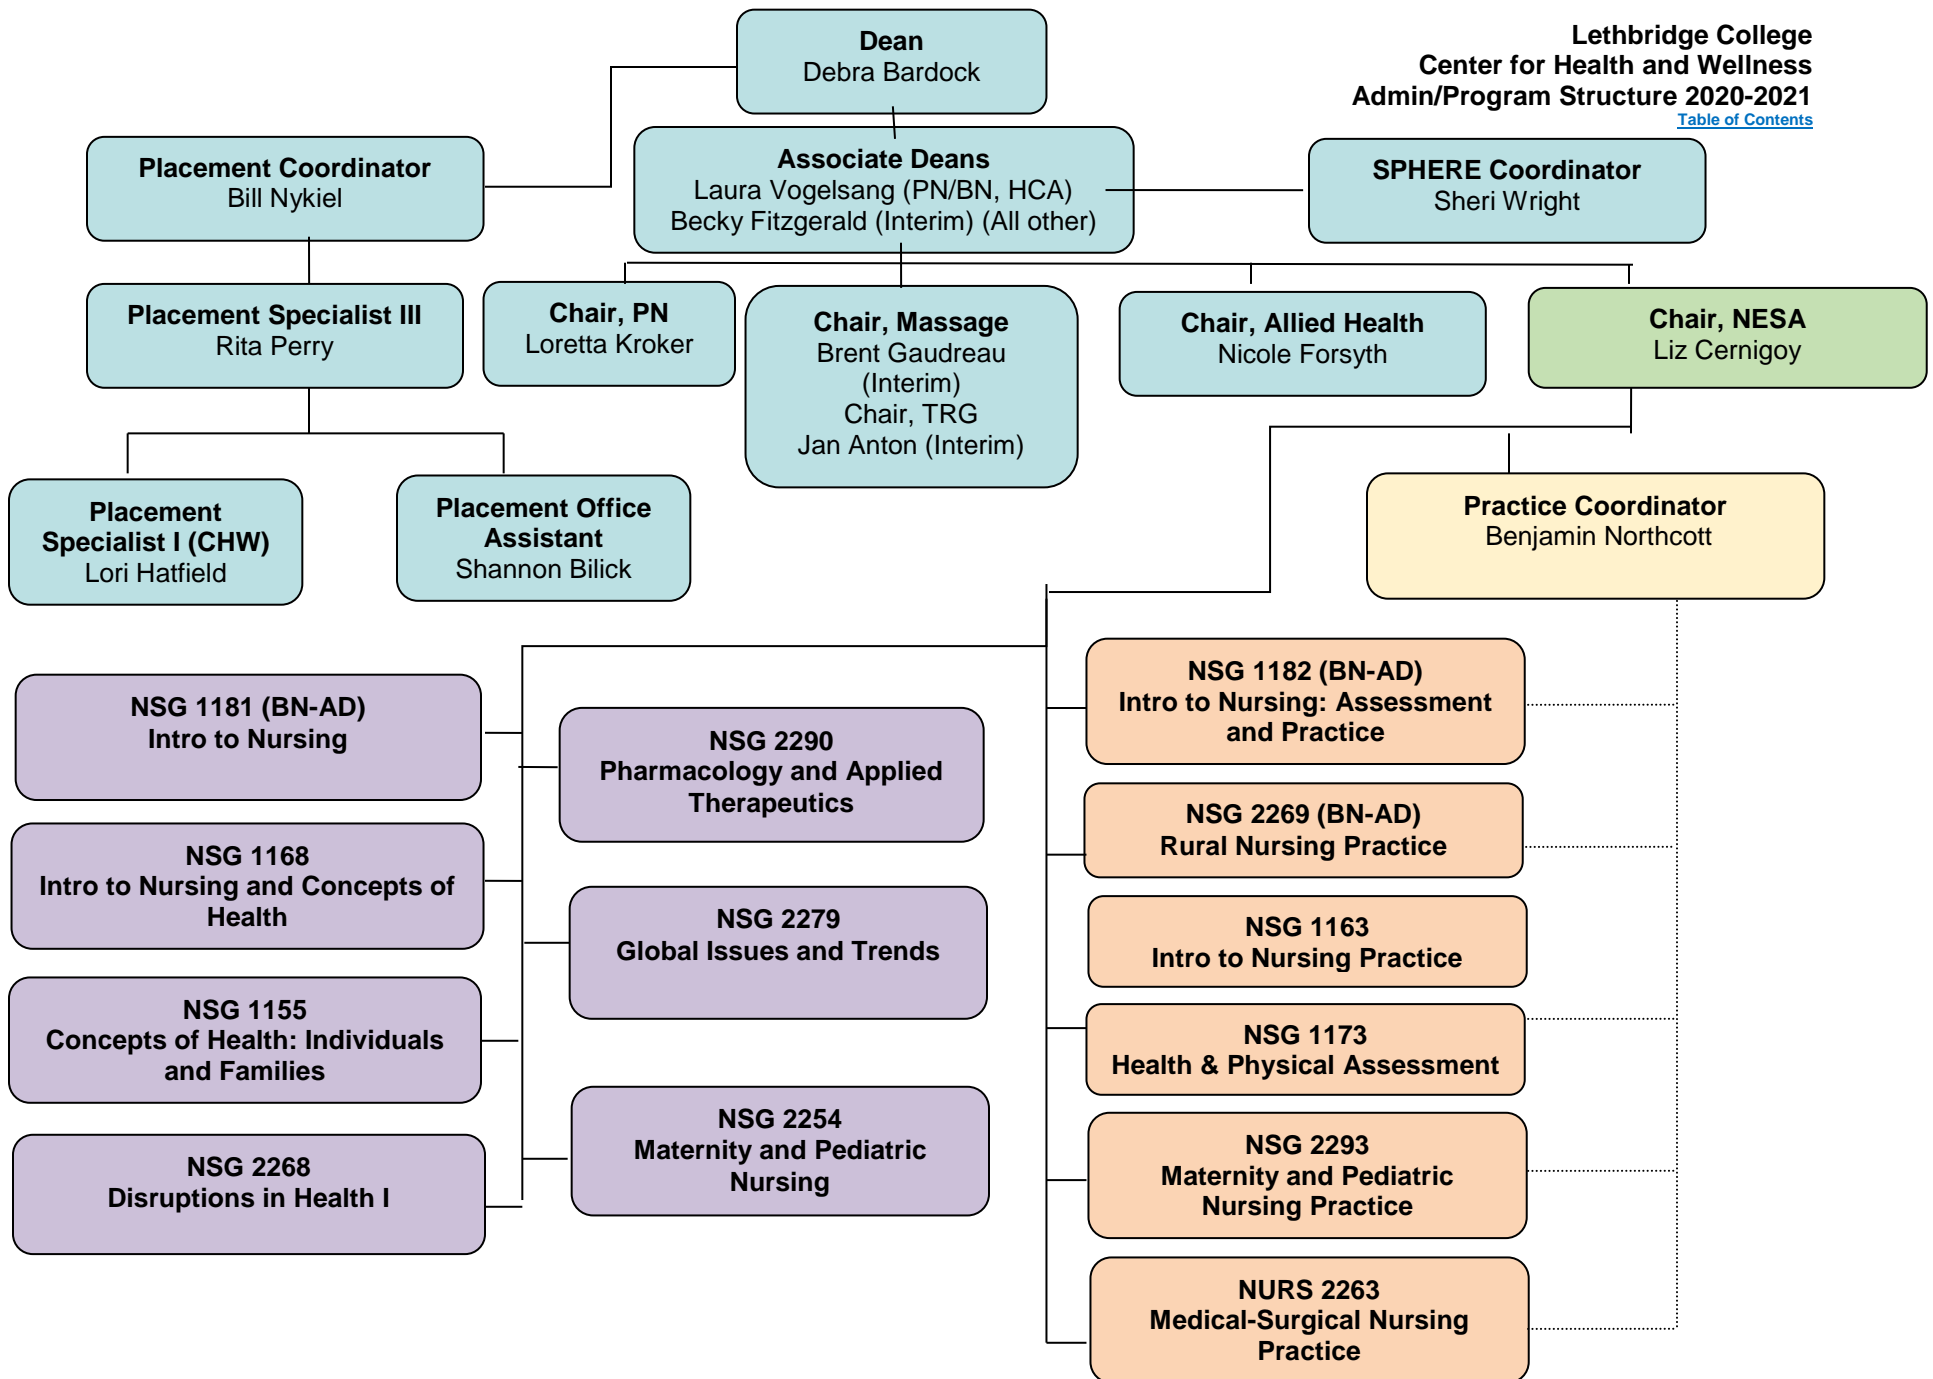 Dean
Debra Bardock
Lethbridge College
Center for Health and Wellness
Admin/Program Structure 2020-2021
Table of Contents
Placement Coordinator
Bill Nykiel
Associate Deans
Laura Vogelsang (PN/BN, HCA)
Becky Fitzgerald (Interim) (All other)
SPHERE Coordinator
Sheri Wright
Placement Specialist III
Rita Perry
Chair, PN
Loretta Kroker
Chair, Massage
Brent Gaudreau
(Interim)
Chair, TRG
Jan Anton (Interim)
Chair, Allied Health
Nicole Forsyth
Chair, NESA
Liz Cernigoy
Placement
Specialist I (CHW)
Lori Hatfield
Placement Office
Assistant
Shannon Bilick
Practice Coordinator
Benjamin Northcott
NSG 1181 (BN-AD)
Intro to Nursing
NSG 1168
Intro to Nursing and Concepts of
Health
NSG 1155
Concepts of Health: Individuals
and Families
NSG 2268
Disruptions in Health I
NSG 2290
Pharmacology and Applied
Therapeutics
NSG 2279
Global Issues and Trends
NSG 2254
Maternity and Pediatric
Nursing
NSG 1182 (BN-AD)
Intro to Nursing: Assessment
and Practice
NSG 2269 (BN-AD)
Rural Nursing Practice
NSG 1163
Intro to Nursing Practice
NSG 1173
Health & Physical Assessment
NSG 2293
Maternity and Pediatric
Nursing Practice
NURS 2263
Medical-Surgical Nursing
Practice